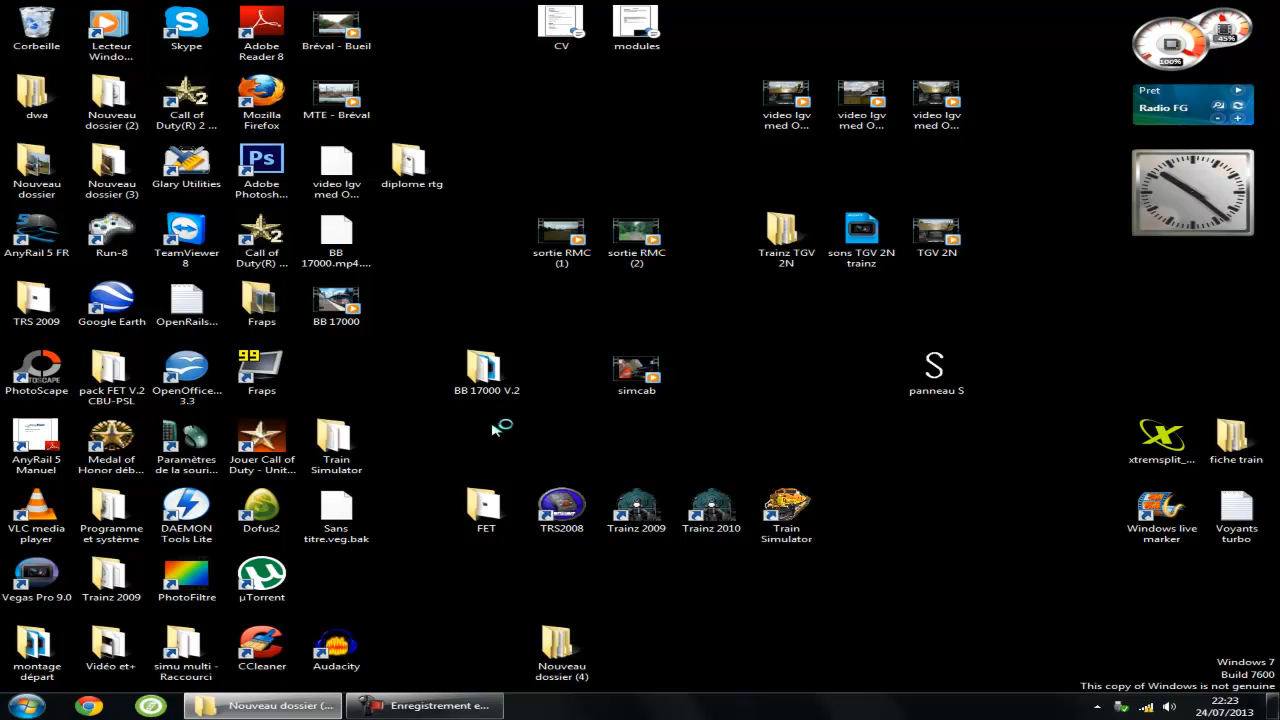 Corbeille
Lecteur
Windo...
Skype
Adobe
Reader 8
Bréval - Bueil
CV
modules
45%
100%
dwa
Nouveau
dossier (2)
Call of
Duty(R) 2 ...
Mozilla
Firefox
MTE - Bréval
video lgv
med O...
video lgv
med O...
video lgv
med O...
Pret
Radio FG
Nouveau
dossier
Nouveau
dossier (3)
Glary Utilities
Ps
Adobe
Photosh...
video lgv
med O...
diplome rtg
AnyRail 5 FR
Run-8
TeamViewer
8
Call of
Duty(R) ...
BB
17000.mp4....
sortie RMC
(1)
sortie RMC
(2)
Trainz TGV
2N
sons TGV 2N
trainz
TGV 2N
TRS 2009
Google Earth
OpenRails...
Fraps
BB 17000
PhotoScape
pack FET V.2
CBU-PSL
OpenOffice...
3.3
99
Fraps
BB 17000 V.2
simcab
S
panneau S
AnyRail 5
Manuel
Medal of
Honor déb...
Paramètres
de la souri...
Jouer Call of
Duty - Unit...
Train
Simulator
xtremsplit_...
fiche train
VLC media
player
Programme
et système
DAEMON
Tools Lite
Dofus2
Sans
titre.veg.bak
FET
TRS2008
Trainz 2009
Trainz 2010
Train
Simulator
Windows live
marker
Voyants
turbo
Vegas Pro 9.0
Trainz 2009
PhotoFiltre
µTorrent
montage
départ
Vidéo et+
simu multi -
Raccourci
CCleaner
Audacity
Nouveau
dossier (4)
Windows 7
Build 7600
This copy of Windows is not genuine
Nouveau dossier (...
Enregistrement e...
22:23
24/07/2013